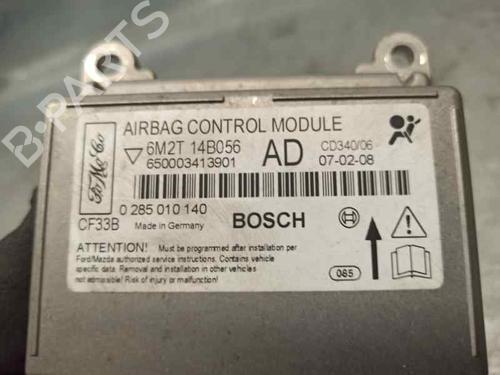 B-PARTS
AIRBAG CONTROL MODULE
6M2T 14B056 AD CD340/06
650003413901 07-02-08
FoMoCo
0 285 010 140 BOSCH
CF33B Made in Germany
ATTENTION! Must be programmed after installation per
Ford/Mazda authorized service instructions. Contains vehicle
specific data. Removal and installation in other vehicles
not admissible! Risk of injury or malfunction!
085